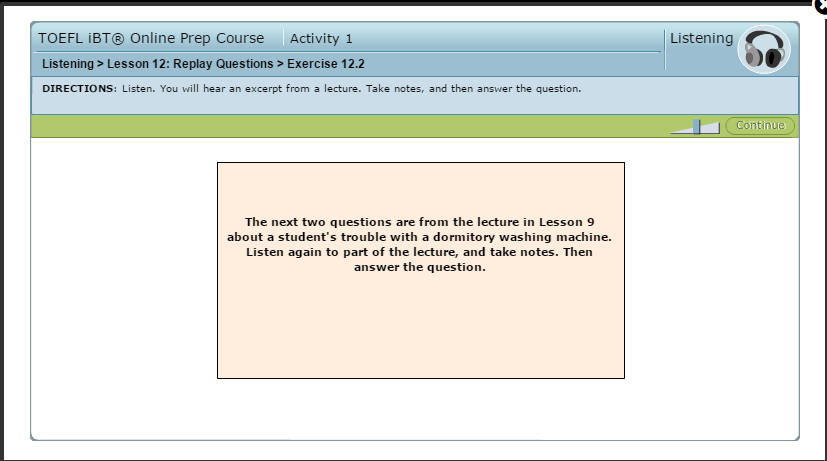 TOEFL iBT® Online Prep Course Activity 1 Listening
Listening > Lesson 12: Replay Questions > Exercise 12.2
DIRECTIONS: Listen. You will hear an excerpt from a lecture. Take notes, and then answer the question.
Continue
The next two questions are from the lecture in Lesson 9
about a student's trouble with a dormitory washing machine.
Listen again to part of the lecture, and take notes. Then
answer the question.